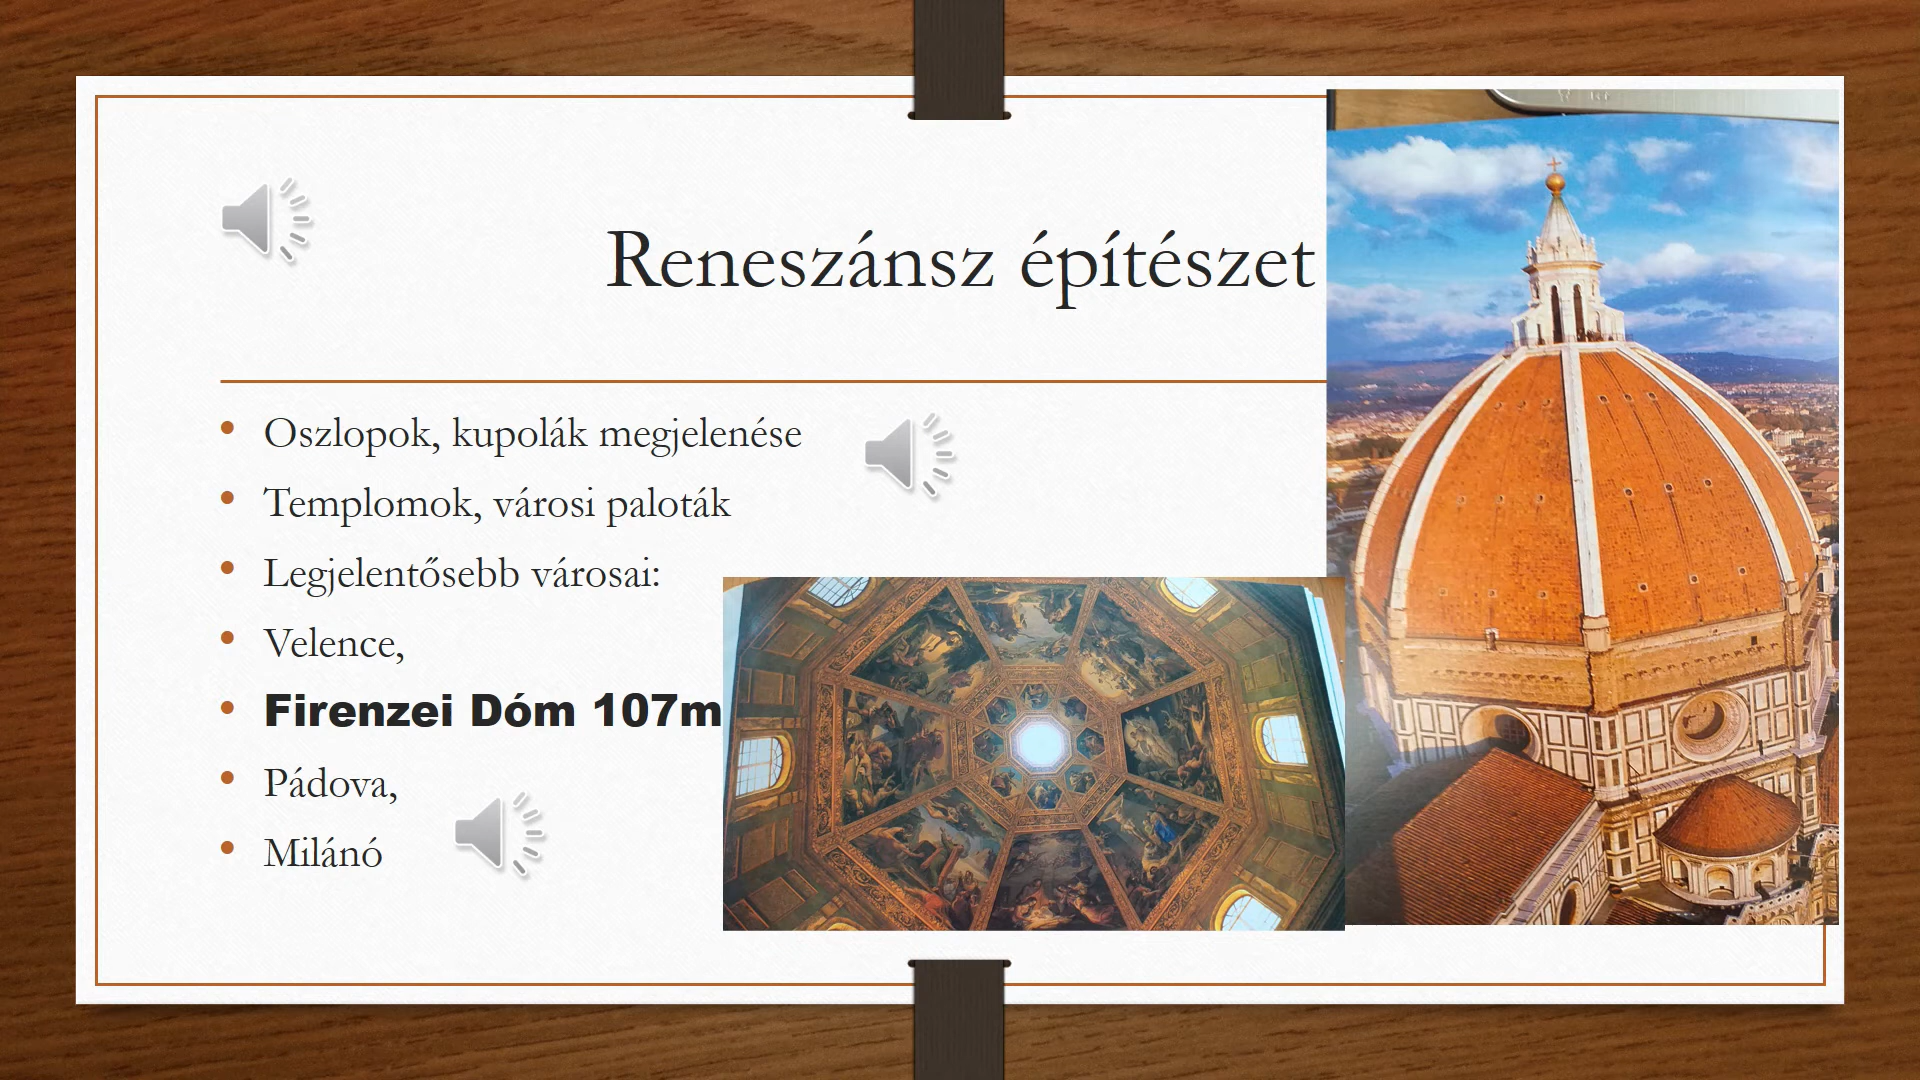 Reneszánsz építészet
Oszlopok, kupolák megjelenése
Templomok, városi paloták
Legjelentősebb városai:
Velence,
Firenzei Dóm 107m
Pádova,
Milánó